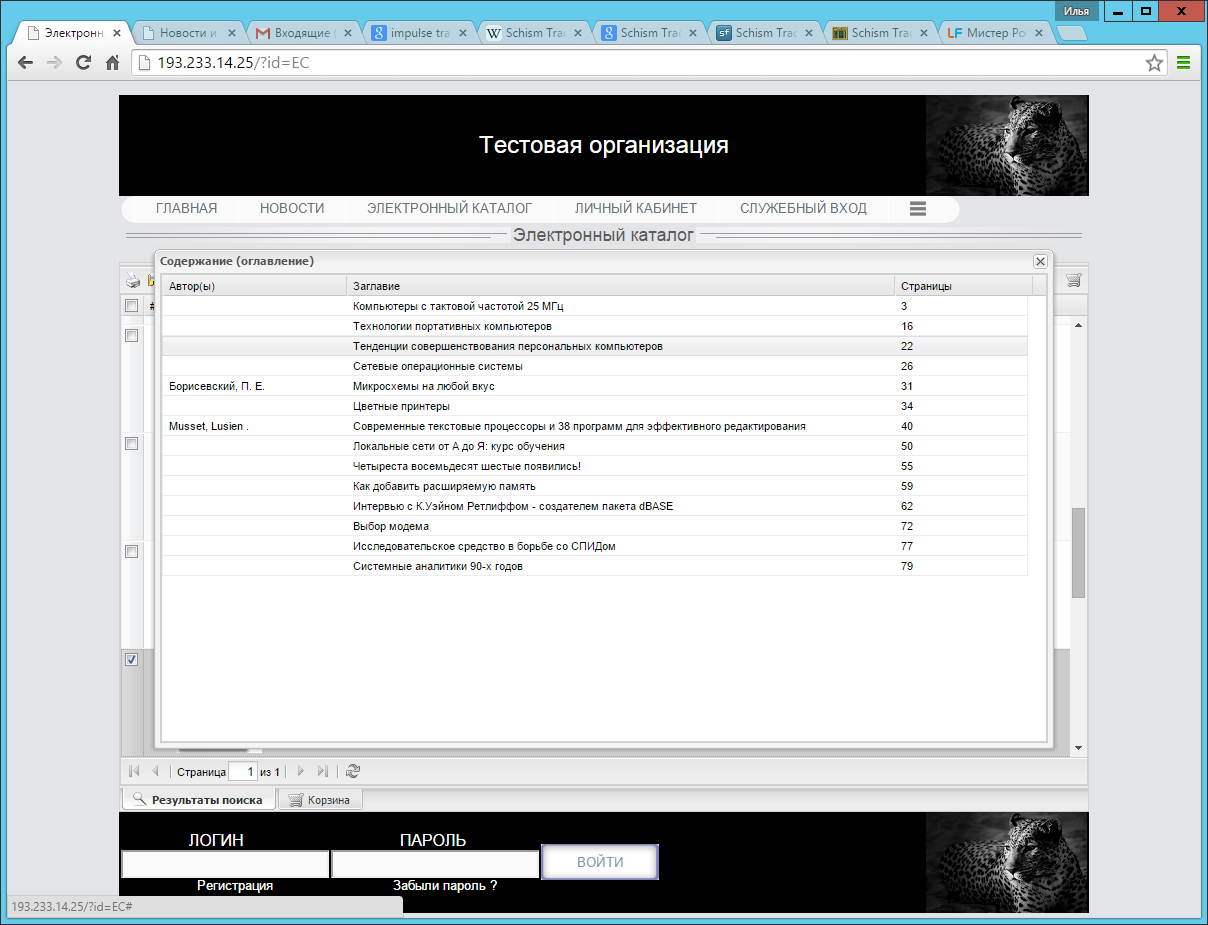 Илья
Электронн
Новости и
Входящие
impulse tra
Schism Trac
Schism Trac
Schism Trac
Schism Trac
Мистер Ро
193.233.14.25/?id=EC
Тестовая организация
ГЛАВНАЯ НОВОСТИ ЭЛЕКТРОННЫЙ КАТАЛОГ ЛИЧНЫЙ КАБИНЕТ СЛУЖЕБНЫЙ ВХОД
Электронный каталог
Содержание (оглавление)
Автор(ы) Заглавие Страницы
Компьютеры с тактовой частотой 25 МГц 3
Технологии портативных компьютеров 16
Тенденции совершенствования персональных компьютеров 22
Сетевые операционные системы 26
Борисевский, П. Е. Микросхемы на любой вкус 31
Цветные принтеры 34
Musset, Lusien . Современные текстовые процессоры и 38 программ для эффективного редактирования 40
Локальные сети от А до Я: курс обучения 50
Четыреста восемьдесят шестые появились! 55
Как добавить расширяемую память 59
Интервью с К.Уэйном Ретлиффом - создателем пакета dBASE 62
Выбор модема 72
Исследовательское средство в борьбе со СПИДом 77
Системные аналитики 90-х годов 79
Страница 1 из 1
Результаты поиска Корзина
ЛОГИН ПАРОЛЬ
ВОЙТИ
Регистрация Забыли пароль ?
193.233.14.25/?id=EC#